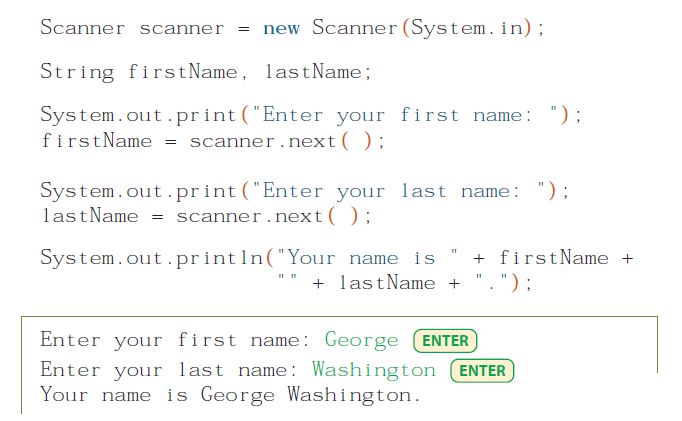 Scanner scanner = new Scanner(System.in);
String firstName, lastName;
System.out.print("Enter your first name: ");
firstName = scanner.next( );
System.out.print("Enter your last name: ");
lastName = scanner.next( );
System.out.println("Your name is " + firstName +
"" + lastName + ".");
Enter your first name: George ENTER
Enter your last name: Washington ENTER
Your name is George Washington.